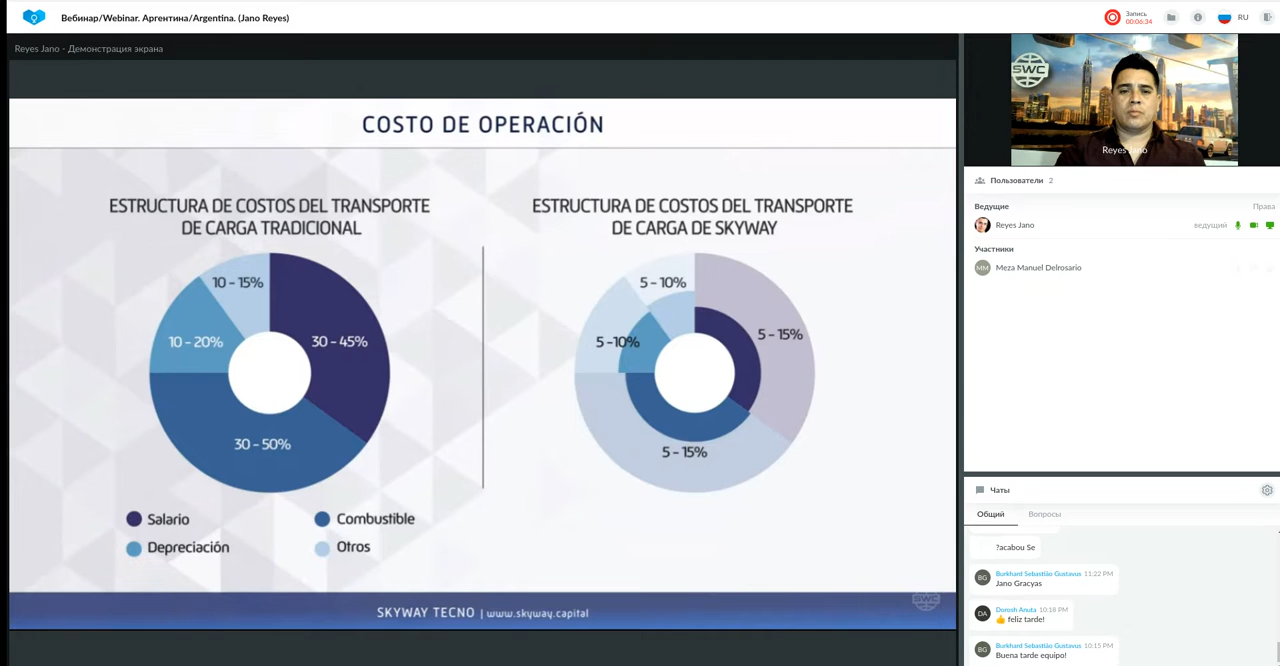 Вебинар/Webinar. Аргентина/Argentina. (Jano Reyes)
Запись
00:06:34
RU
Reyes Jano - Демонстрация экрана
COSTO DE OPERACIÓN
ESTRUCTURA DE COSTOS DEL TRANSPORTE
DE CARGA TRADICIONAL
10 – 15%
10 – 20%
30 – 45%
30 – 50%
Salario
Combustible
Depreciación
Otros
ESTRUCTURA DE COSTOS DEL TRANSPORTE
DE CARGA DE SKYWAY
5 – 10%
5 –10%
5 – 15%
5 – 15%
SKYWAY TECNO | www.skyway.capital
SWC
SWC
Reyes Jano
Пользователи 2
Ведущие Права
Reyes Jano ведущий
Участники
MM Meza Manuel Delrosario
Чаты
Общий Вопросы
?acabou Se
BG Burkhard Sebastião Gustavus 11:22 PM
Jano Gracyas
DA Dorosh Anuta 10:18 PM
👍 feliz tarde!
BG Burkhard Sebastião Gustavus 10:15 PM
Buena tarde equipo!